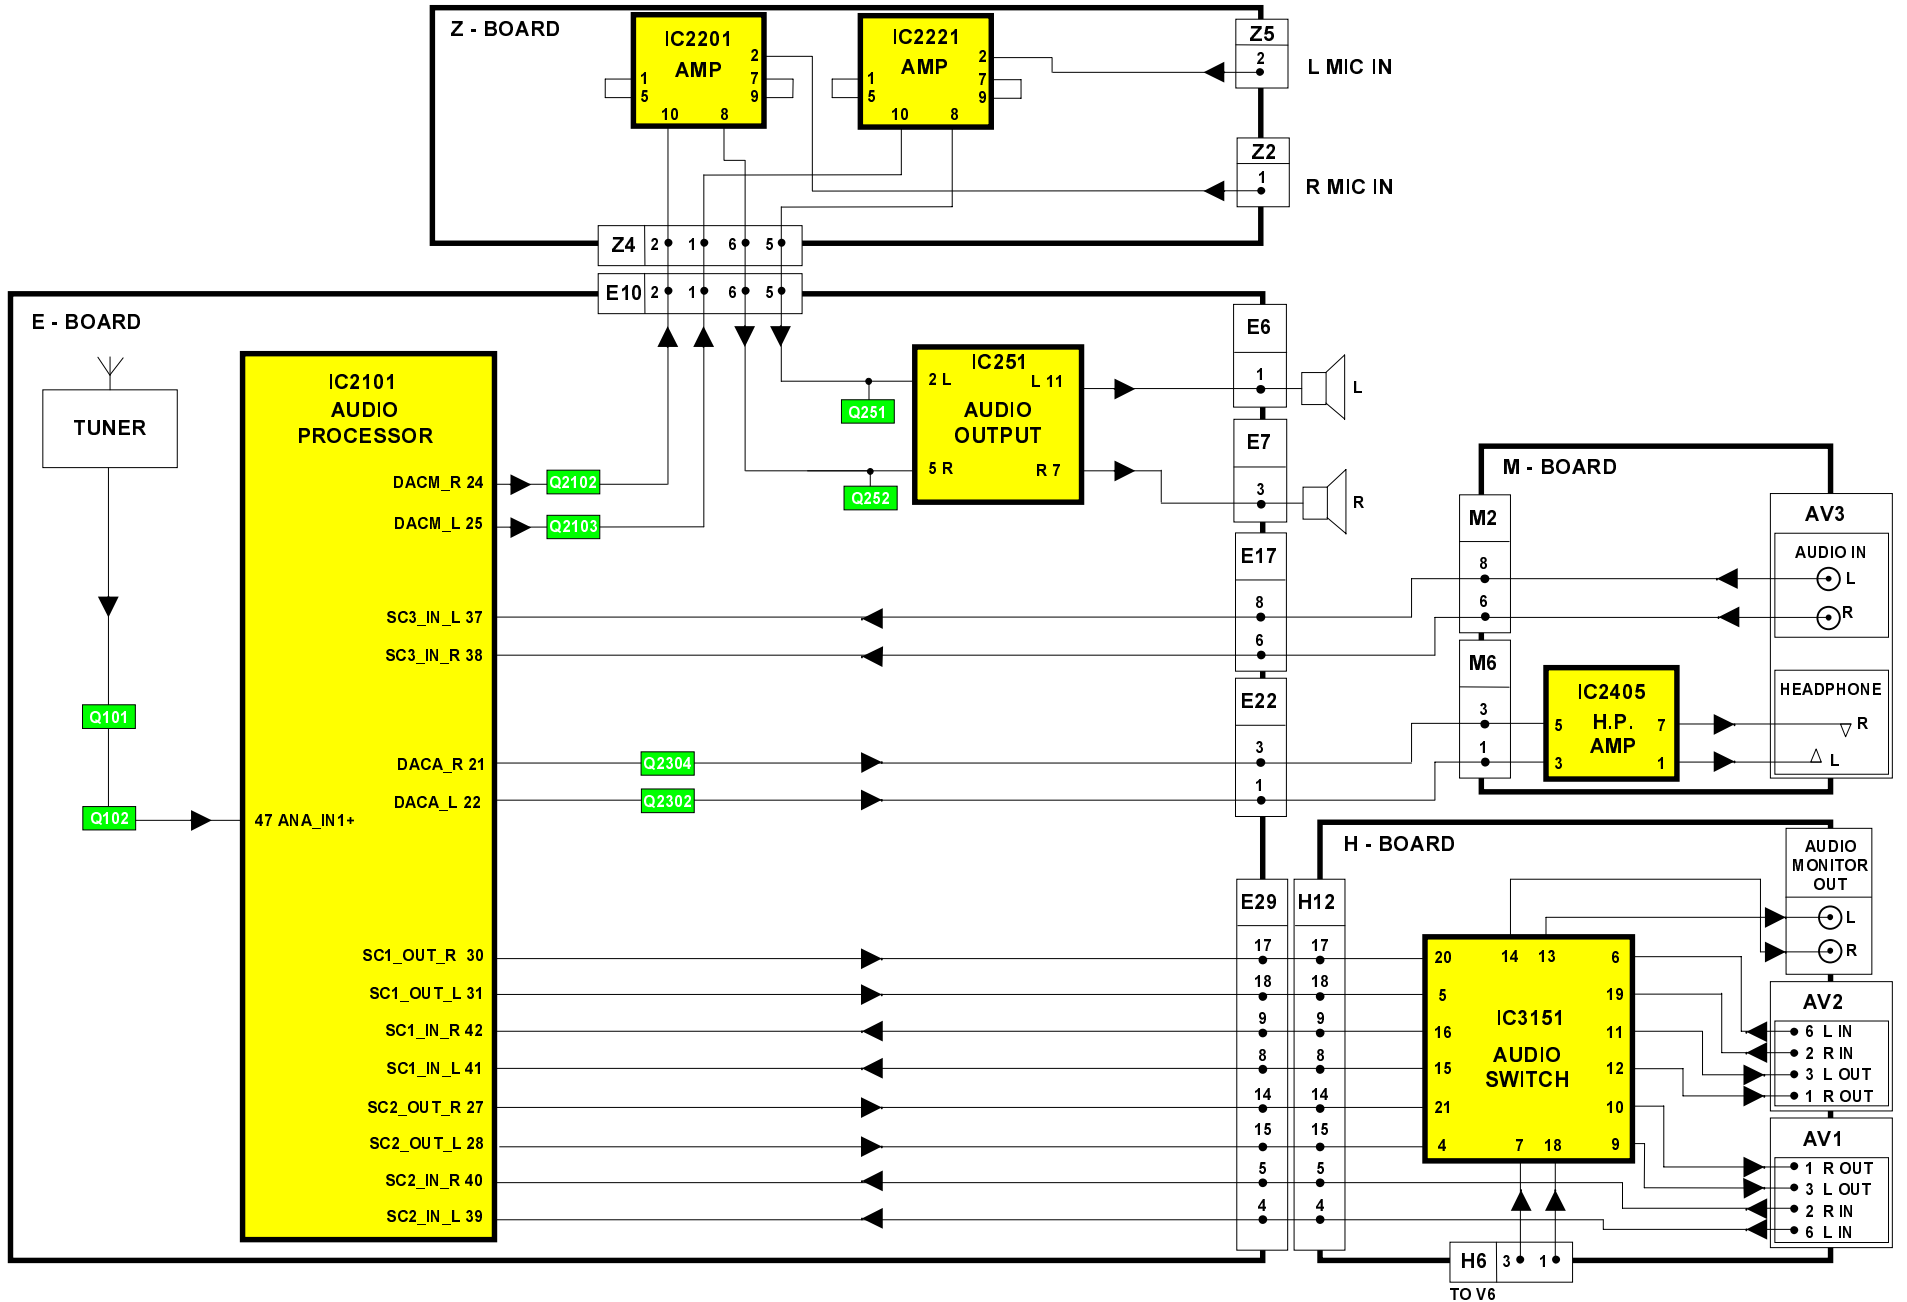 Z - BOARD
IC2201
AMP
2
1
7
5
9
10
8
IC2221
AMP
2
1
7
5
9
10
8
Z5
2
L MIC IN
Z2
1
R MIC IN
Z4
2
1
6
5
E10
2
1
6
5
E - BOARD
TUNER
Q101
Q102
IC2101
AUDIO
PROCESSOR
DACM_R 24
DACM_L 25
SC3_IN_L 37
SC3_IN_R 38
DACA_R 21
DACA_L 22
47 ANA_IN1+
SC1_OUT_R 30
SC1_OUT_L 31
SC1_IN_R 42
SC1_IN_L 41
SC2_OUT_R 27
SC2_OUT_L 28
SC2_IN_R 40
SC2_IN_L 39
Q2102
Q2103
Q2304
Q2302
Q251
Q252
IC251
2 L
L 11
AUDIO
OUTPUT
5 R
R 7
E6
1
L
E7
3
R
E17
8
6
E22
3
1
E29
17
18
9
8
14
15
5
4
M - BOARD
M2
8
6
M6
3
1
IC2405
H.P.
AMP
5
7
3
1
AV3
AUDIO IN
L
R
HEADPHONE
R
L
H - BOARD
H12
17
18
9
8
14
15
5
4
IC3151
AUDIO
SWITCH
20
14
13
6
5
19
16
11
15
12
21
10
4
7
18
9
AUDIO
MONITOR
OUT
L
R
AV2
6 L IN
2 R IN
3 L OUT
1 R OUT
AV1
1 R OUT
3 L OUT
2 R IN
6 L IN
H6
3
1
TO V6